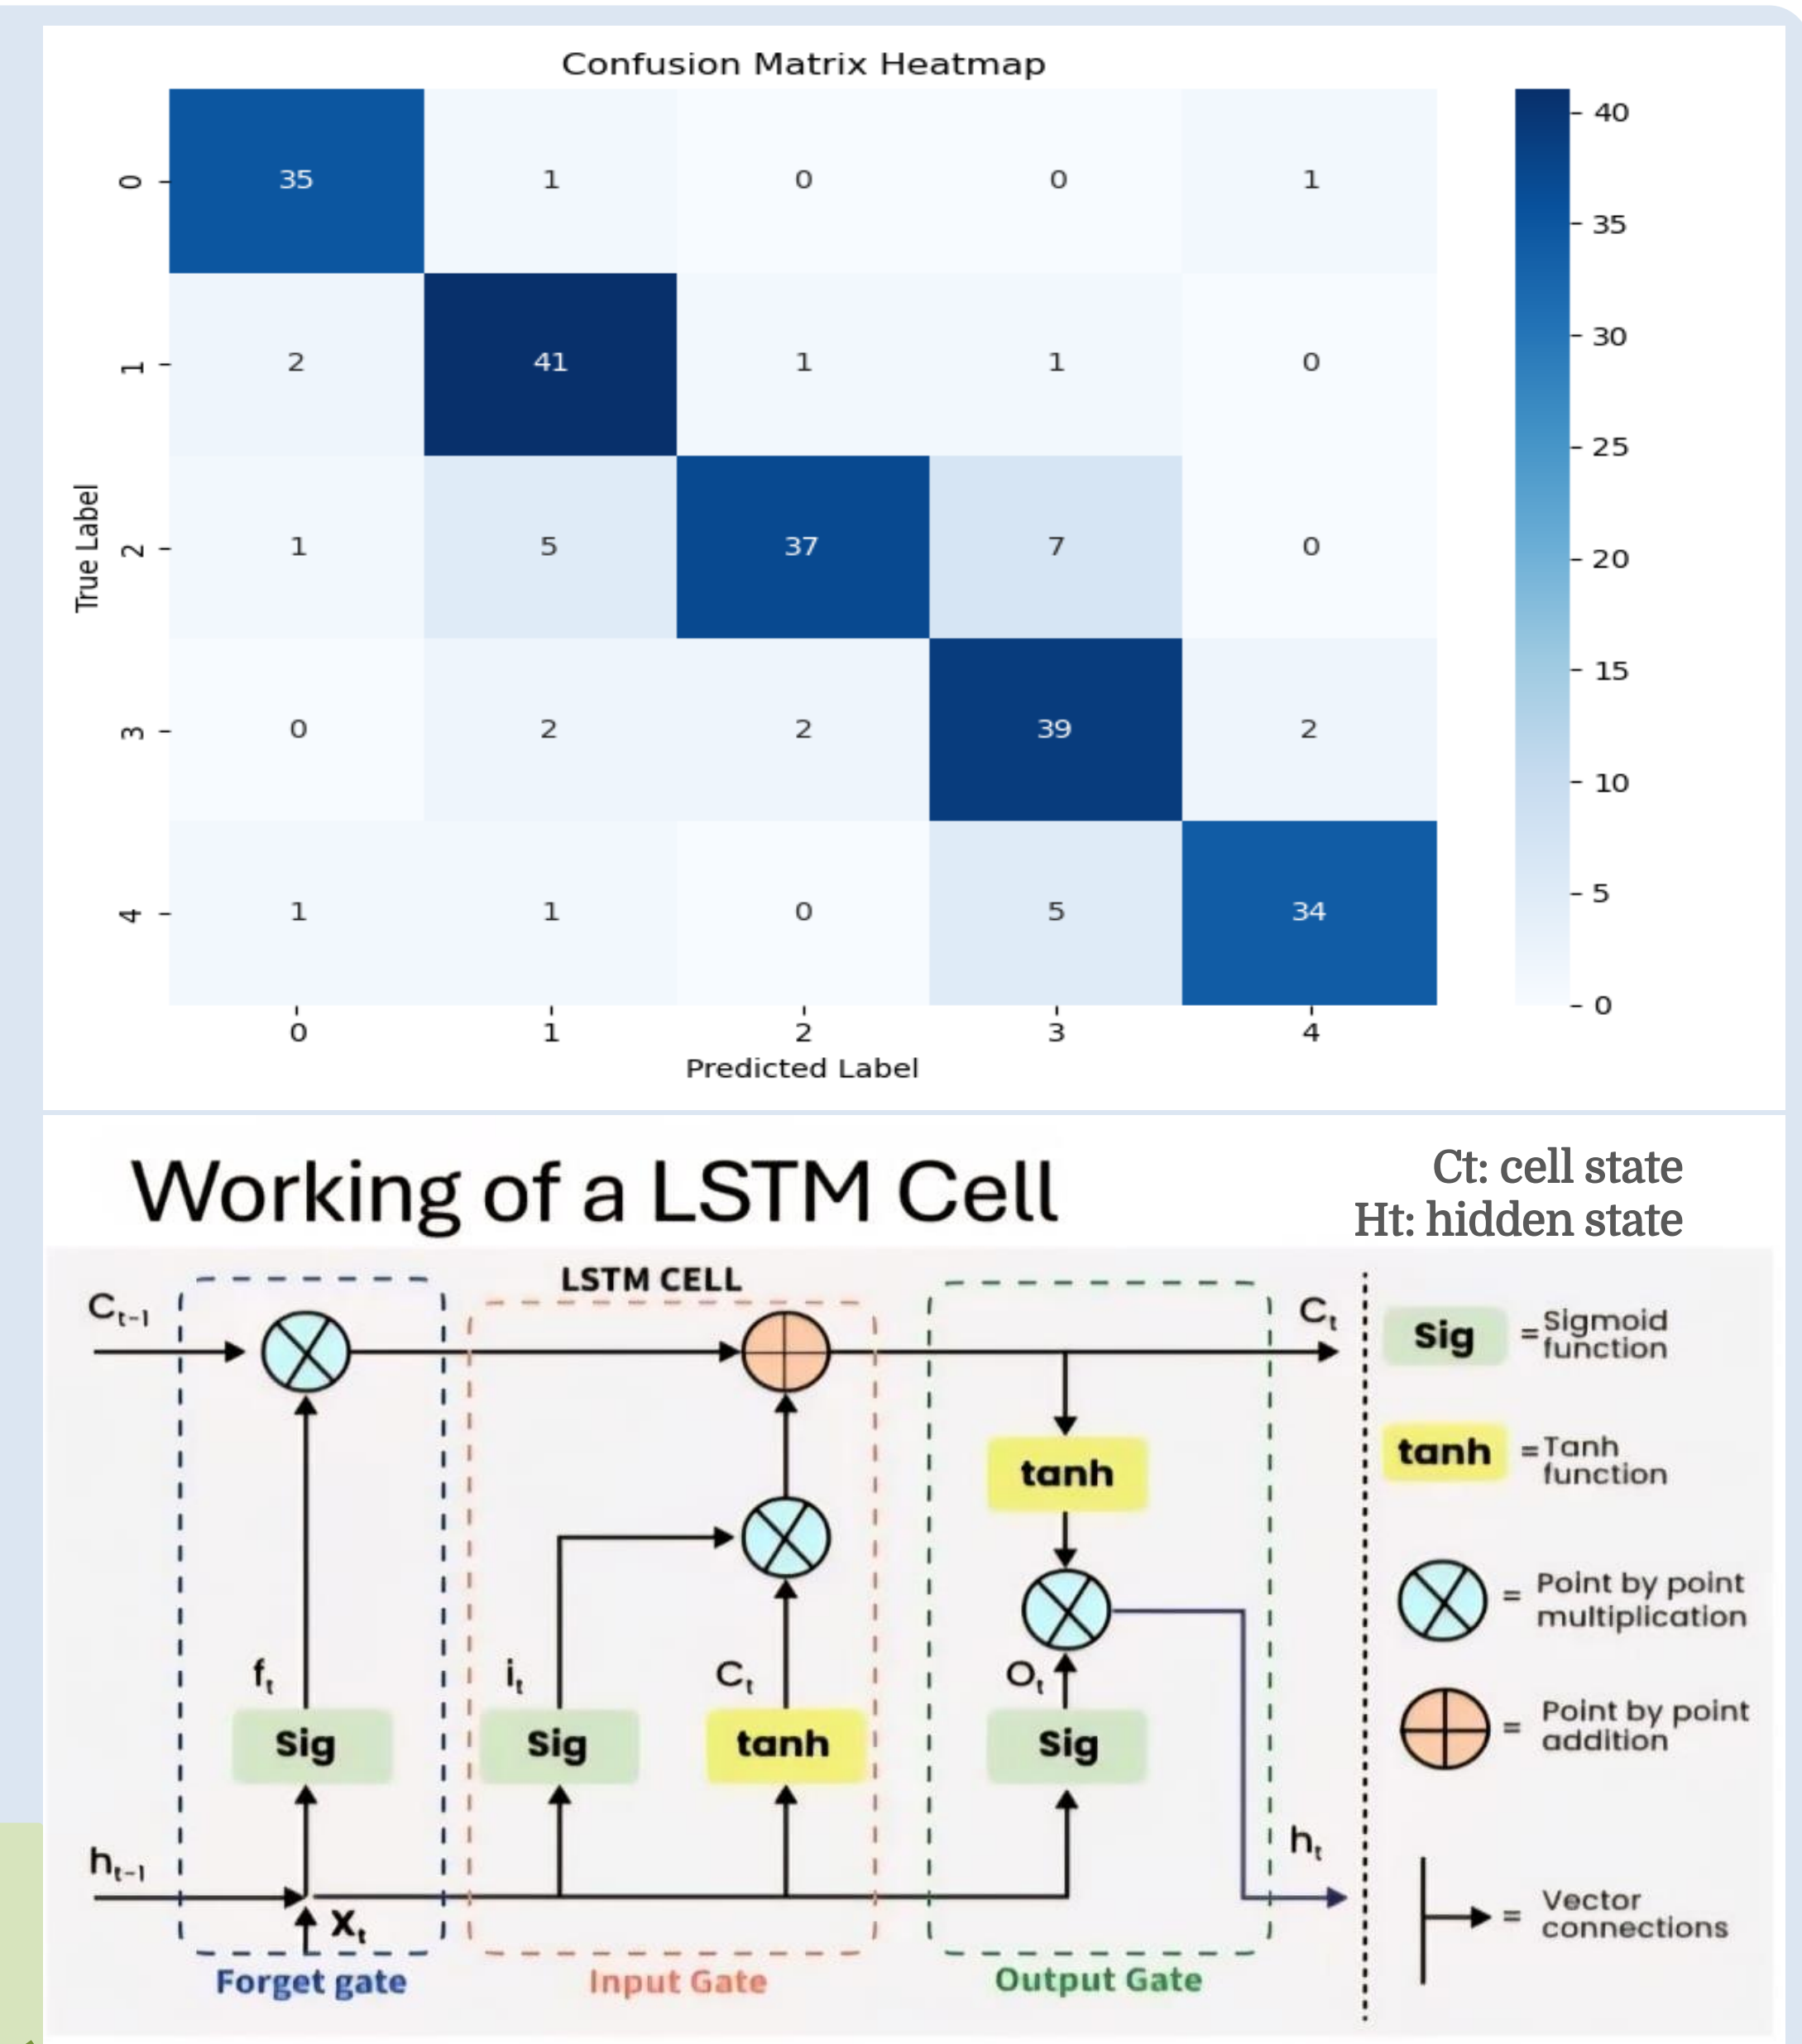 Confusion Matrix Heatmap
0 35 1 0 0 1
1 2 41 1 1 0
2 1 5 37 7 0
3 0 2 2 39 2
4 1 1 0 5 34
0 1 2 3 4
True Label
Predicted Label
40
35
30
25
20
15
10
5
0
Working of a LSTM Cell
Ct: cell state
Ht: hidden state
LSTM CELL
Ct-1
Ct
tanh
ft
it
Ct
Ot
Sig
Sig
tanh
Sig
ht-1
ht
Xt
Forget gate
Input Gate
Output Gate
Sig = Sigmoid
function
tanh = Tanh
function
= Point by point
multiplication
= Point by point
addition
= Vector
connections